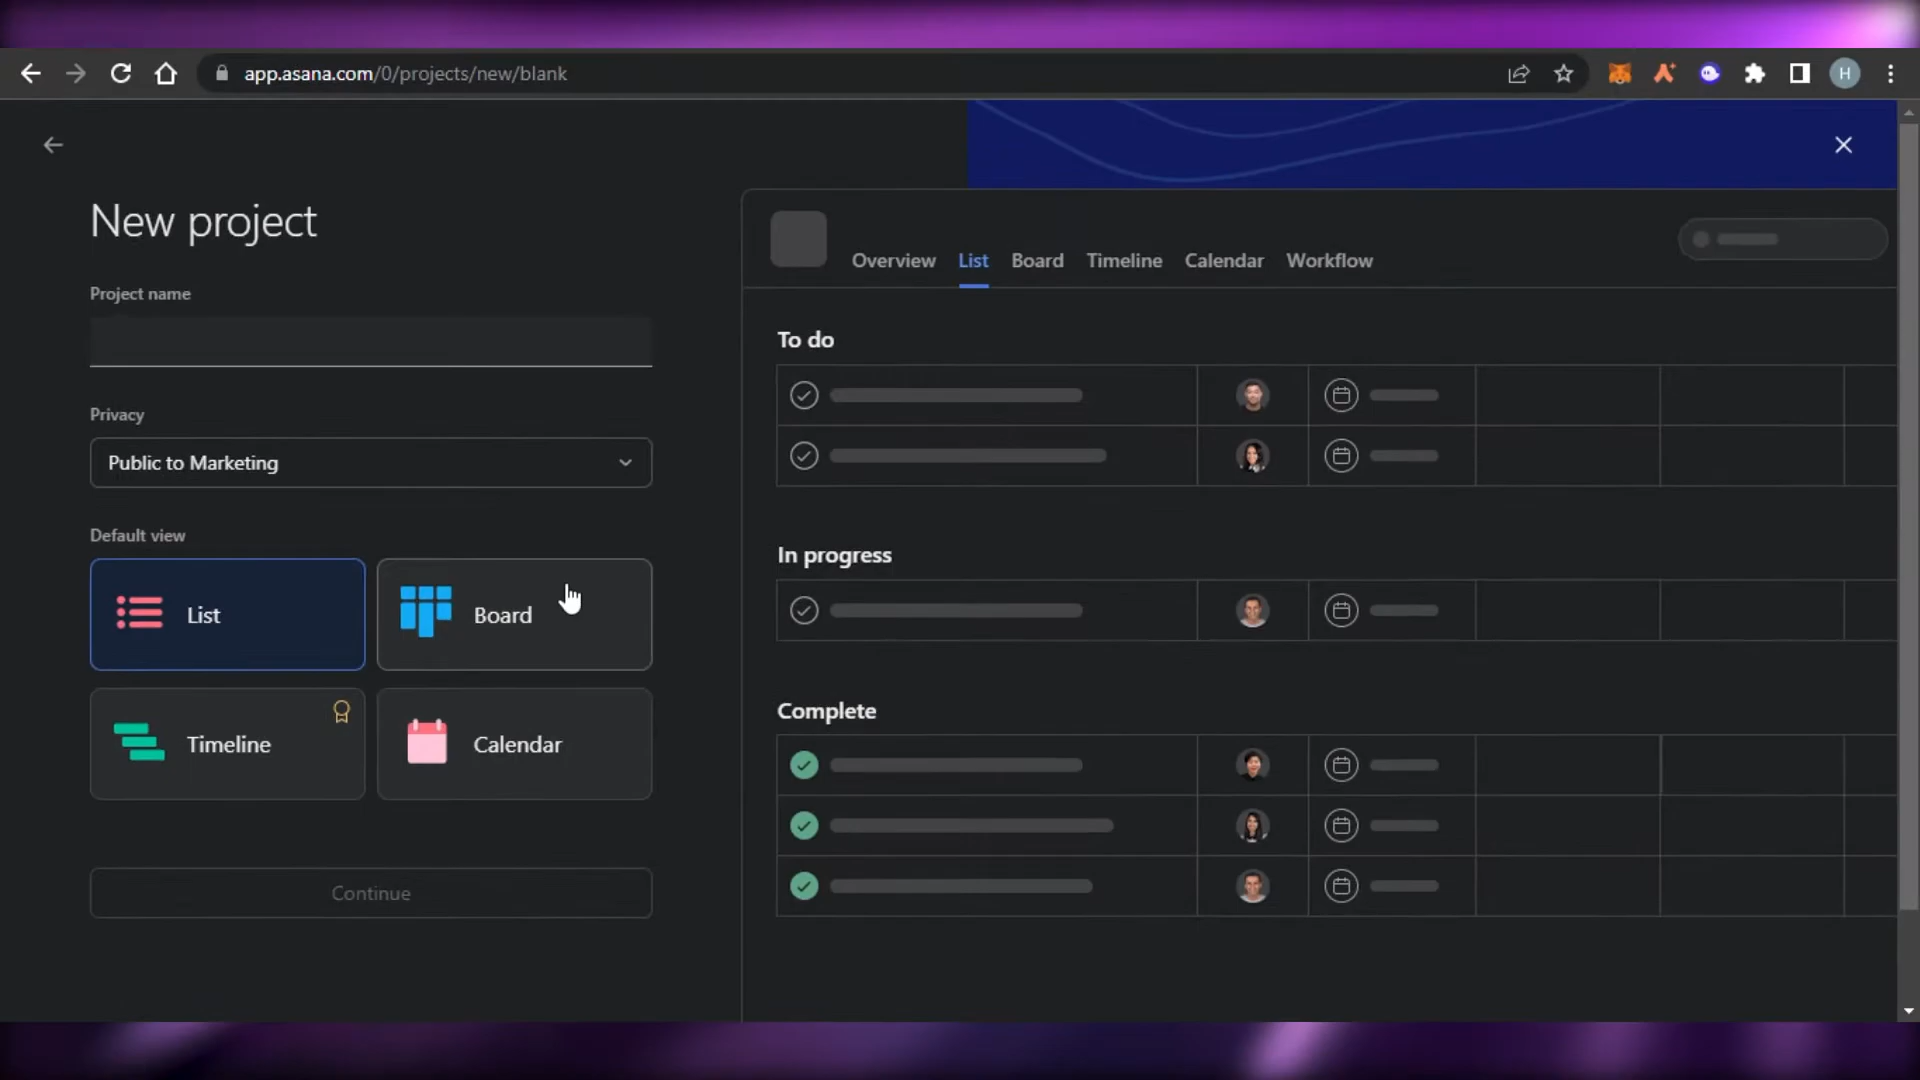 app.asana.com/0/projects/new/blank
H
New project
Project name
Privacy
Public to Marketing
Default view
List
Board
Timeline
Calendar
Continue
Overview List Board Timeline Calendar Workflow
To do
In progress
Complete